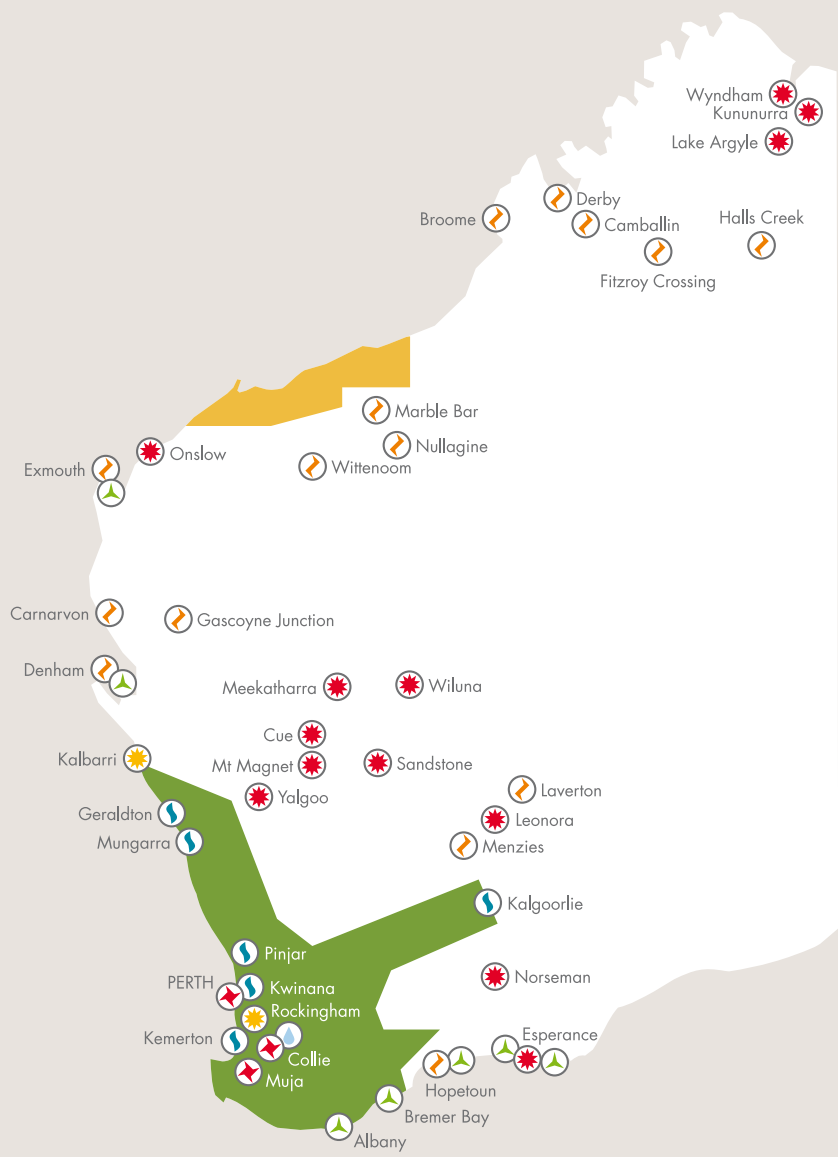 Wyndham
Kununurra
Lake Argyle
Derby
Broome
Camballin
Halls Creek
Fitzroy Crossing
Marble Bar
Nullagine
Onslow
Wittenoom
Exmouth
Carnarvon
Gascoyne Junction
Denham
Meekatharra
Wiluna
Cue
Kalbarri
Mt Magnet
Sandstone
Laverton
Yalgoo
Geraldton
Leonora
Mungarra
Menzies
Kalgoorlie
Pinjar
Norseman
PERTH
Kwinana
Rockingham
Esperance
Kemerton
Collie
Muja
Hopetoun
Bremer Bay
Albany